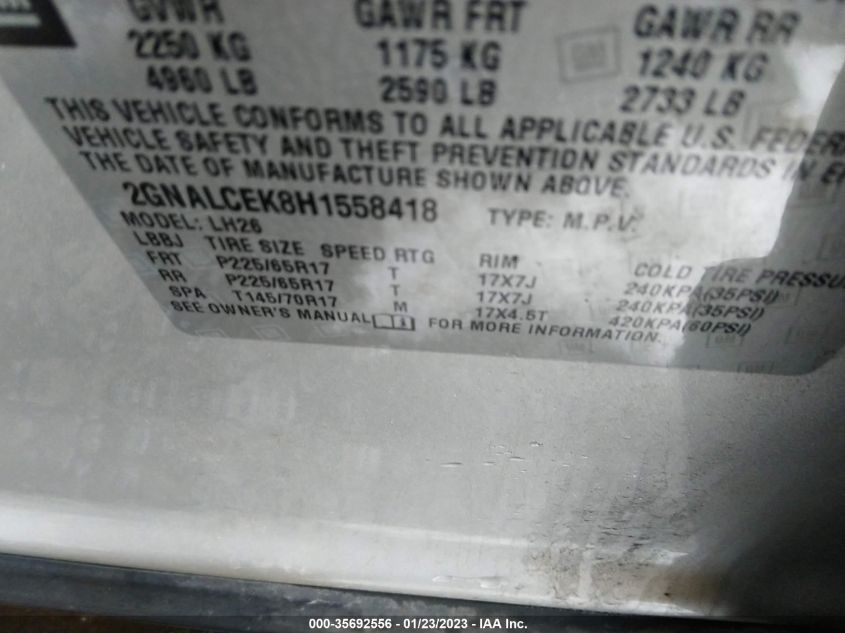 GVWR GAWR FRT GAWR RR
2250 KG 1175 KG 1240 KG
4960 LB 2590 LB 2733 LB
THIS VEHICLE CONFORMS TO ALL APPLICABLE U.S. FEDER
VEHICLE SAFETY AND THEFT PREVENTION STANDARDS IN EF
THE DATE OF MANUFACTURE SHOWN ABOVE.
2GNALCEK8H1558418 TYPE: M.P.V.
MODEL: LH26
LBBJ TIRE SIZE SPEED RTG RIM COLD TIRE PRESSU
FRT P225/65R17 T 17X7J 240KPA(35PSI)
RR P225/65R17 T 17X7J 240KPA(35PSI)
SPA T145/70R17 M 17X4.5T 420KPA(60PSI)
SEE OWNER'S MANUAL FOR MORE INFORMATION.
000-35692556 - 01/23/2023 - IAA Inc.